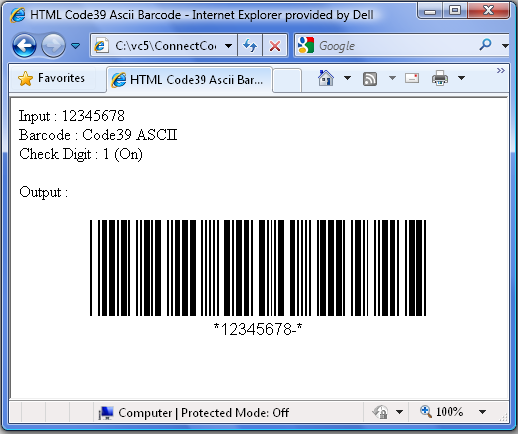 HTML Code39 Ascii Barcode - Internet Explorer provided by Dell
C:\vc5\ConnectCo
Google
Favorites
HTML Code39 Ascii Bar...
Input : 12345678
Barcode : Code39 ASCII
Check Digit : 1 (On)
Output :
*12345678-*
Computer | Protected Mode: Off
100%